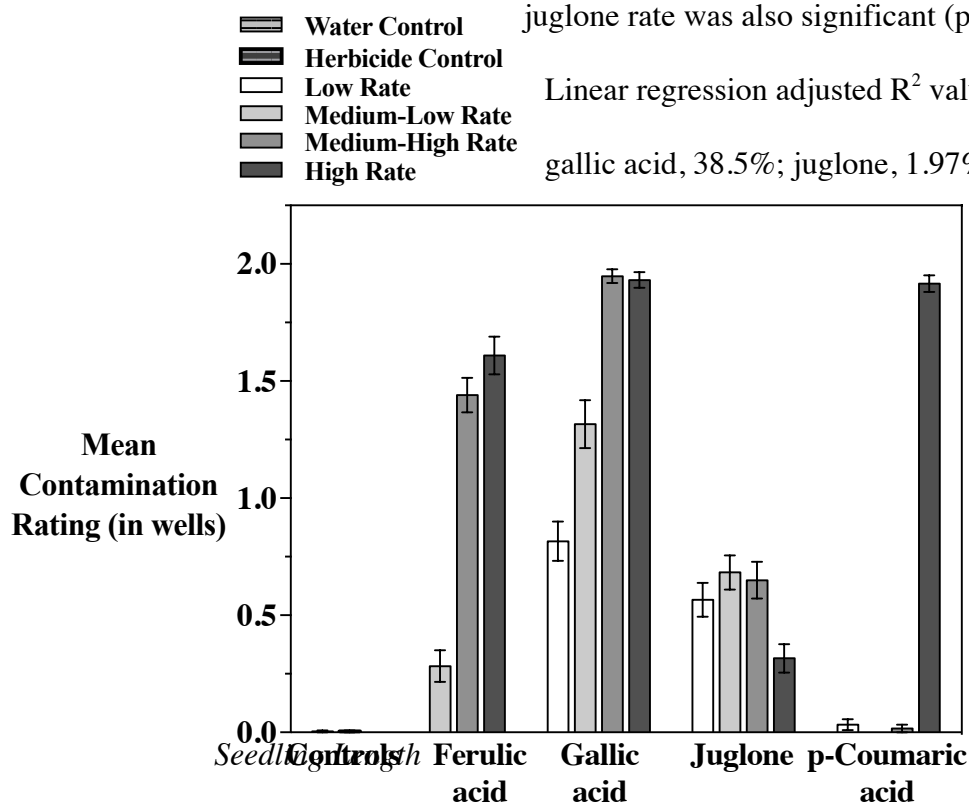 Water Control
Herbicide Control
Low Rate
Medium-Low Rate
Medium-High Rate
High Rate
juglone rate was also significant (p
Linear regression adjusted R² val
gallic acid, 38.5%; juglone, 1.97%
Mean
Contamination
Rating (in wells)
2.0
1.5
1.0
0.5
0.0
Seedling Length
Controls
Ferulic
acid
Gallic
acid
Juglone
p-Coumaric
acid